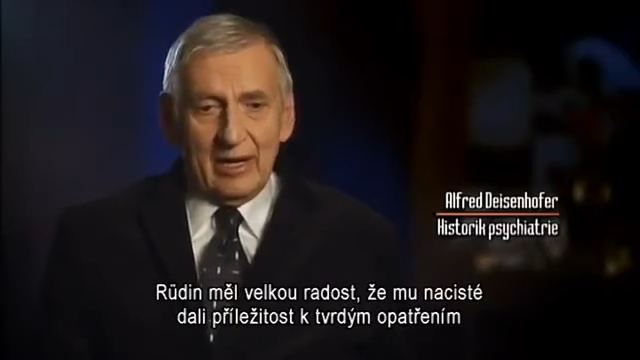 Alfred Deisenhofer
Historik psychiatrie
Rüdin měl velkou radost, že mu nacisté
dali příležitost k tvrdým opatřením